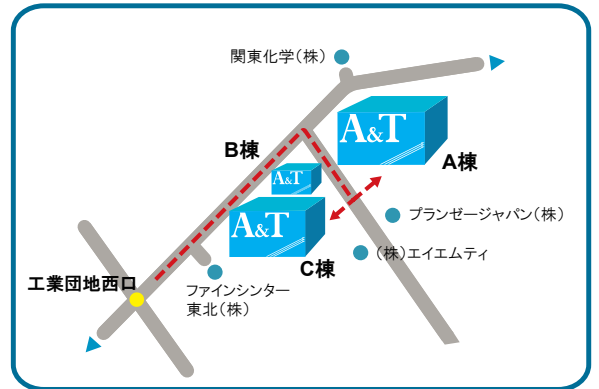 関東化学(株)
A&T
B棟
A棟
A&T
A&T
プランゼージャパン(株)
(株)エイエムティ
C棟
工業団地西口
ファインシンター
東北(株)